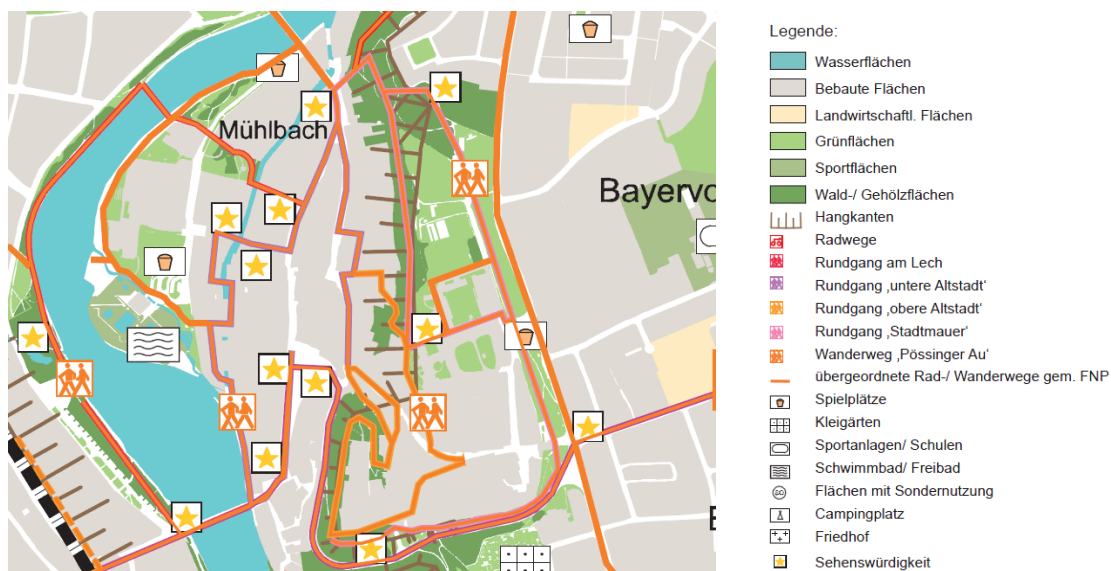 Mühlbach
Bayervo
Legende:
Wasserflächen
Bebaute Flächen
Landwirtschaftl. Flächen
Grünflächen
Sportflächen
Wald-/ Gehölzflächen
Hangkanten
Radwege
Rundgang am Lech
Rundgang ‚untere Altstadt‘
Rundgang ‚obere Altstadt‘
Rundgang ‚Stadtmauer‘
Wanderweg ‚Pössinger Au‘
übergeordnete Rad-/ Wanderwege gem. FNP
Spielplätze
Kleigärten
Sportanlagen/ Schulen
Schwimmbad/ Freibad
Flächen mit Sondernutzung
Campingplatz
Friedhof
Sehenswürdigkeit